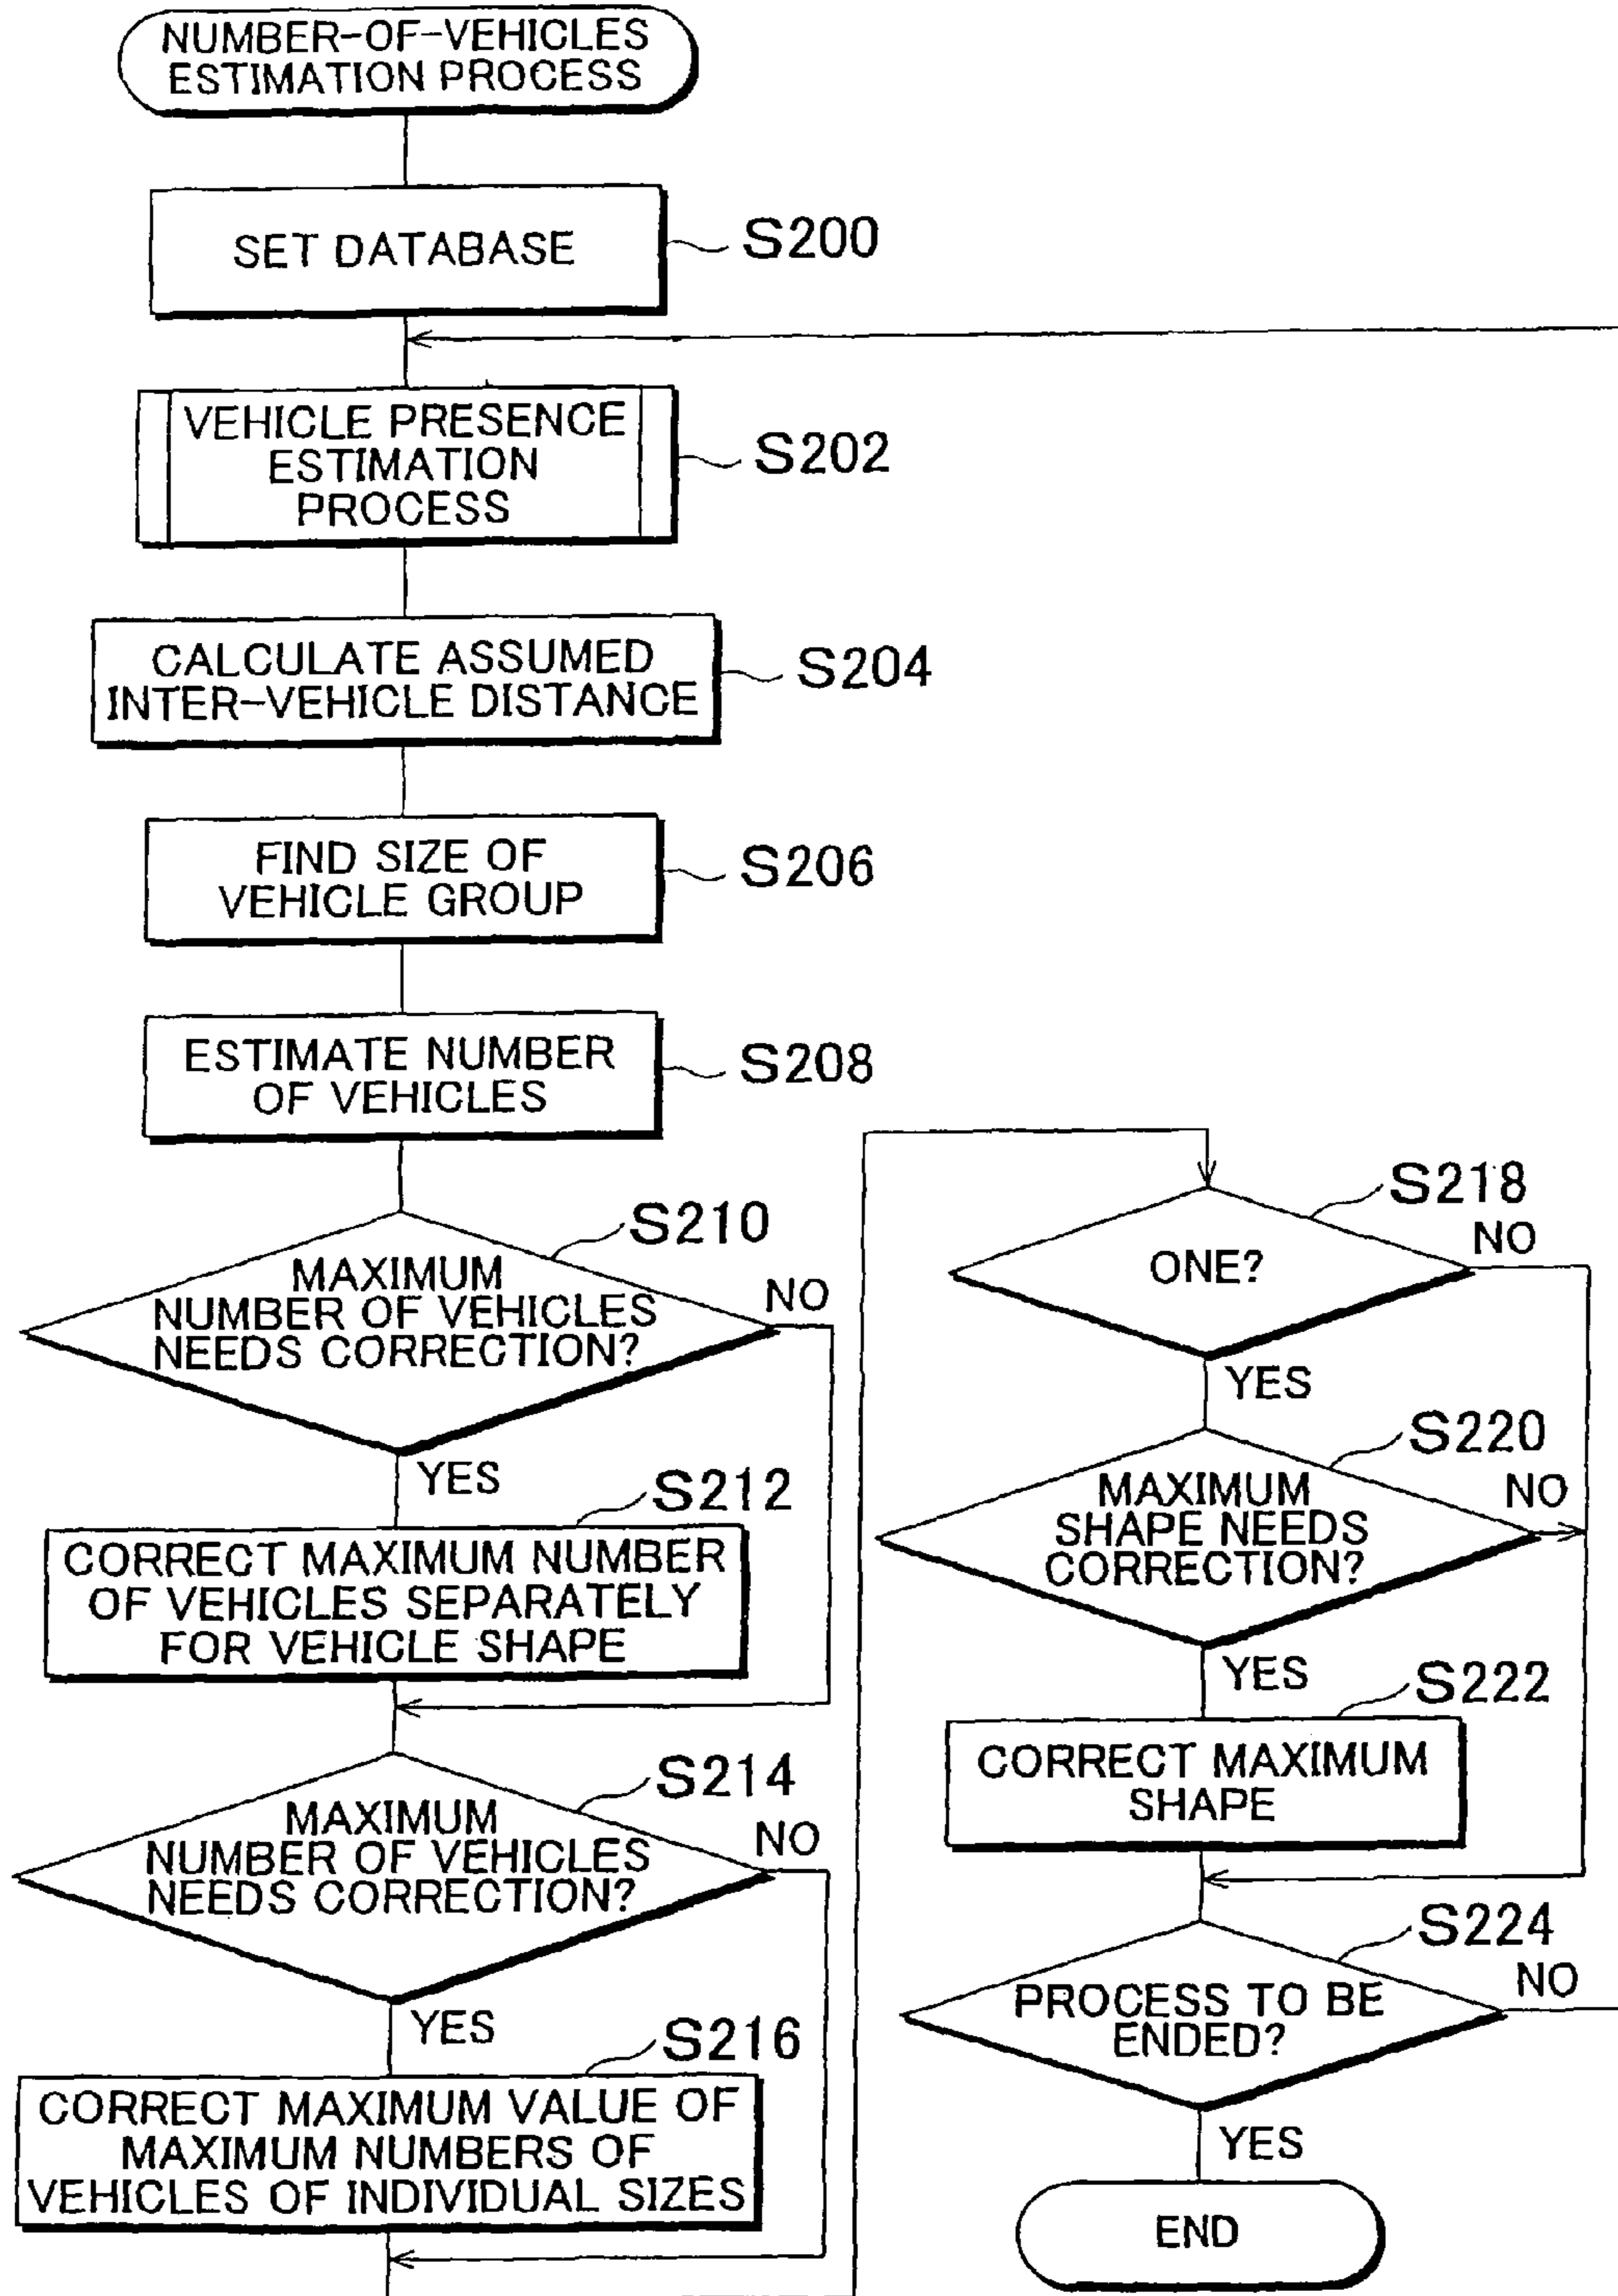 NUMBER-OF-VEHICLES
ESTIMATION PROCESS
SET DATABASE
S200
VEHICLE PRESENCE
ESTIMATION
PROCESS
S202
CALCULATE ASSUMED
INTER-VEHICLE DISTANCE
S204
FIND SIZE OF
VEHICLE GROUP
S206
ESTIMATE NUMBER
OF VEHICLES
S208
S210
MAXIMUM
NUMBER OF VEHICLES
NEEDS CORRECTION?
NO
YES
S212
CORRECT MAXIMUM NUMBER
OF VEHICLES SEPARATELY
FOR VEHICLE SHAPE
S214
MAXIMUM
NUMBER OF VEHICLES
NEEDS CORRECTION?
NO
YES
S216
CORRECT MAXIMUM VALUE OF
MAXIMUM NUMBERS OF
VEHICLES OF INDIVIDUAL SIZES
S218
ONE?
NO
YES
S220
MAXIMUM
SHAPE NEEDS
CORRECTION?
NO
YES
S222
CORRECT MAXIMUM
SHAPE
S224
PROCESS TO BE
ENDED?
NO
YES
END